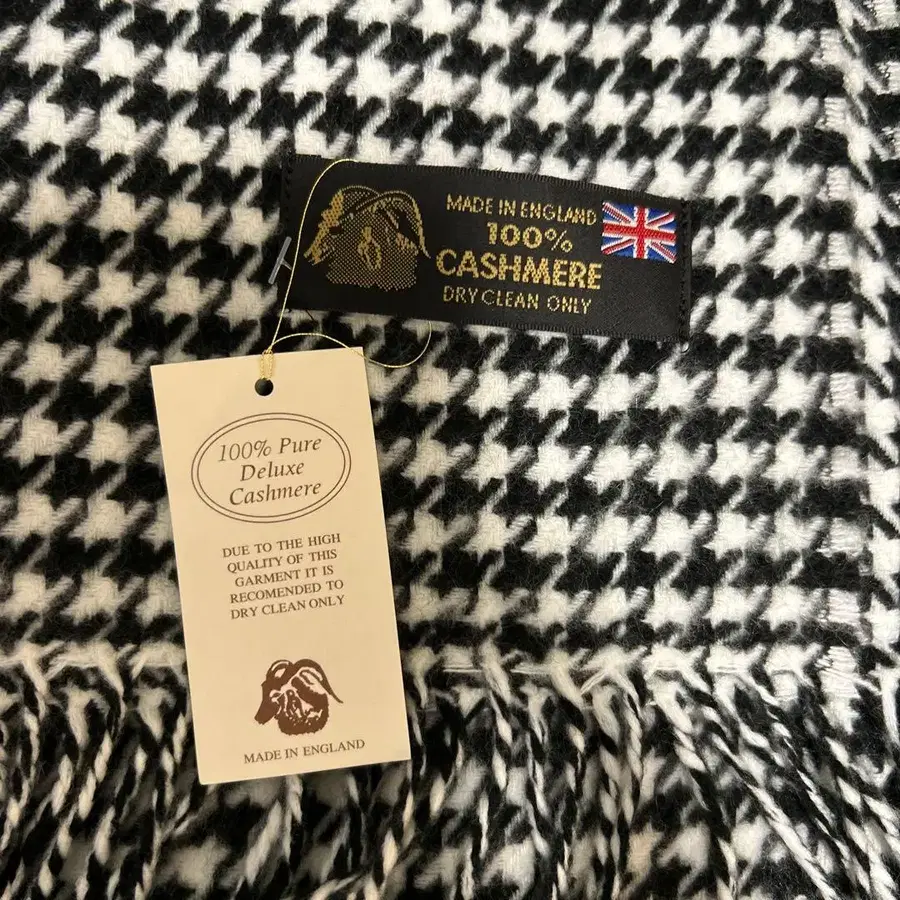 MADE IN ENGLAND
100%
CASHMERE
DRY CLEAN ONLY
100% Pure
Deluxe
Cashmere
DUE TO THE HIGH
QUALITY OF THIS
GARMENT IT IS
RECOMENDED TO
DRY CLEAN ONLY
MADE IN ENGLAND